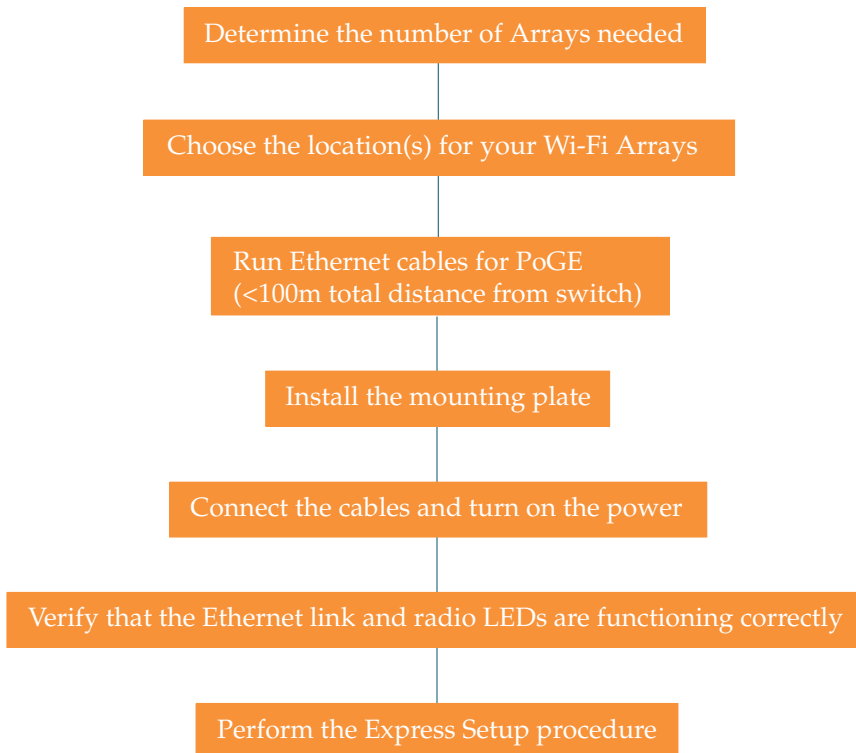 Determine the number of Arrays needed
Choose the location(s) for your Wi-Fi Arrays
Run Ethernet cables for PoGE
(<100m total distance from switch)
Install the mounting plate
Connect the cables and turn on the power
Verify that the Ethernet link and radio LEDs are functioning correctly
Perform the Express Setup procedure